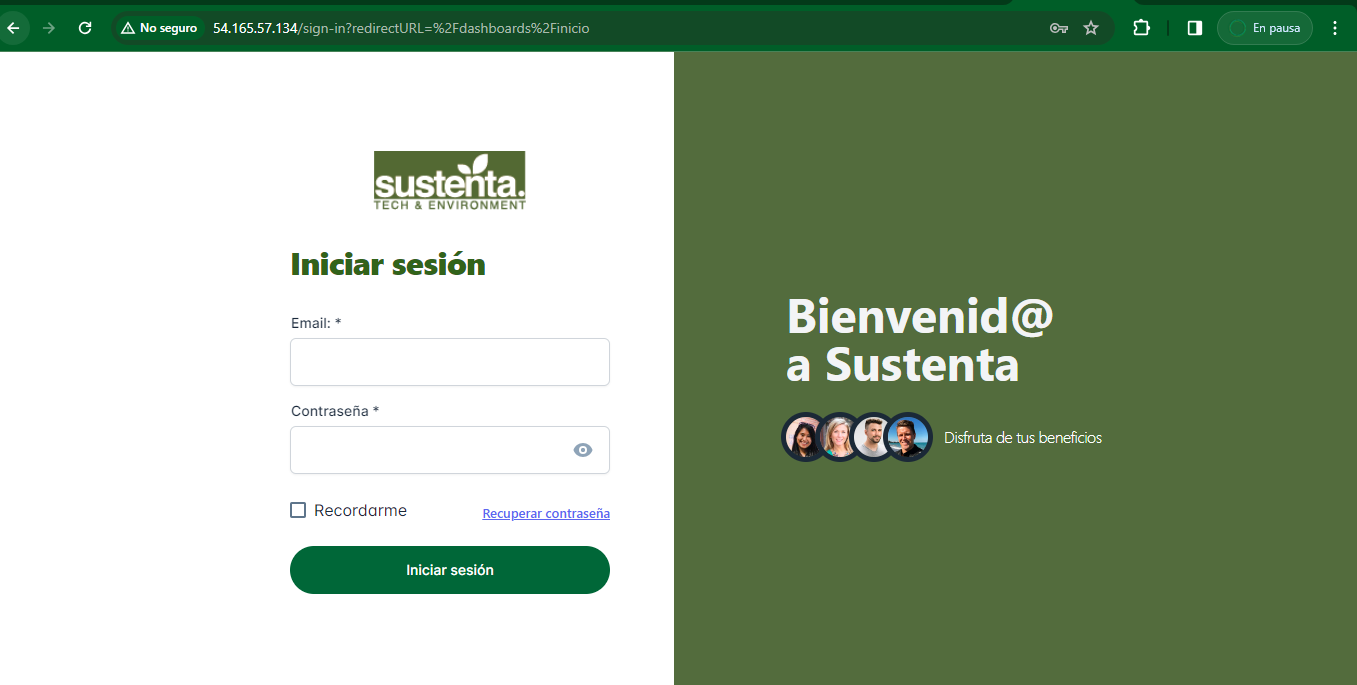 No seguro
54.165.57.134/sign-in?redirectURL=%2Fdashboards%2Finicio
En pausa
sustenta.
TECH & ENVIRONMENT
Iniciar sesión
Email: *
Contraseña *
Recordarme
Recuperar contraseña
Iniciar sesión
Bienvenid@
a Sustenta
Disfruta de tus beneficios